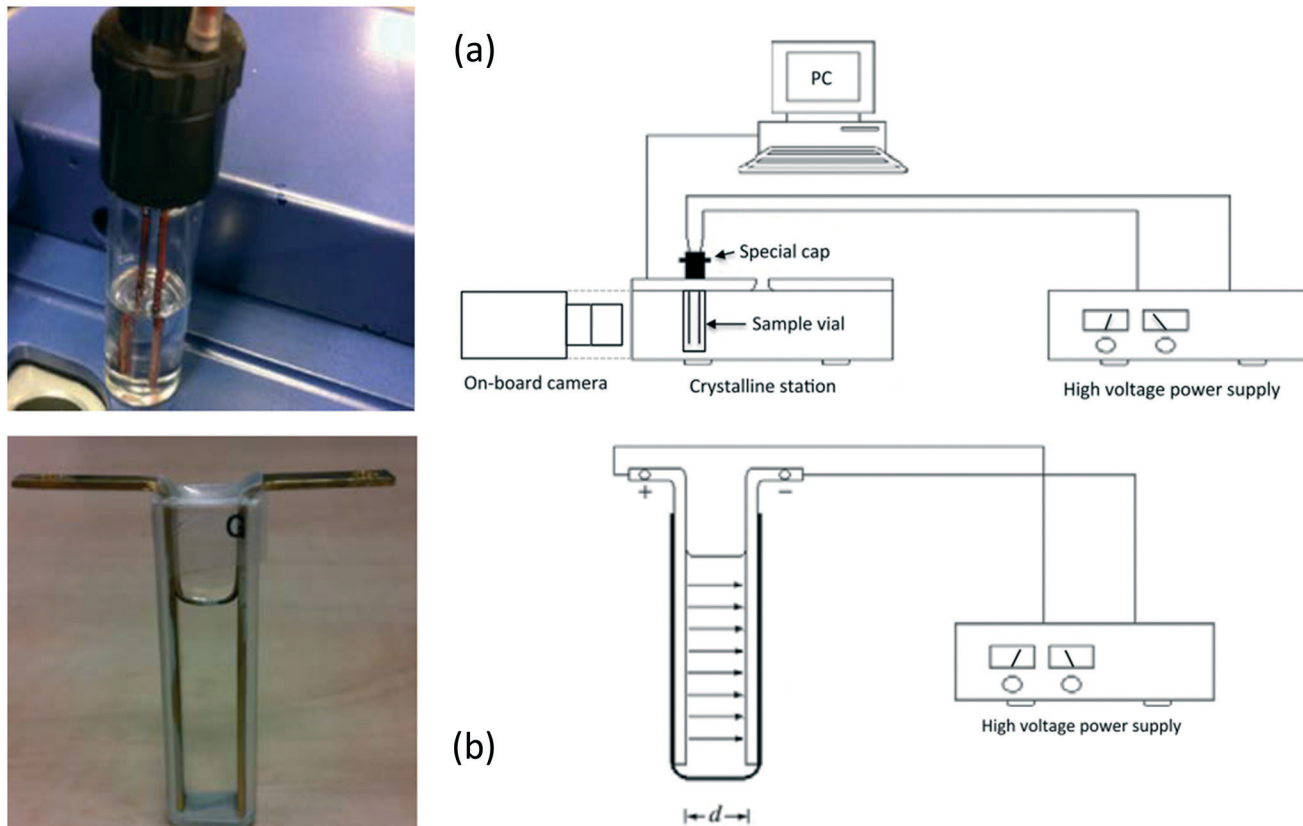 (a)
PC
Special cap
Sample vial
On-board camera
Crystalline station
High voltage power supply
G
+
−
High voltage power supply
(b)
d